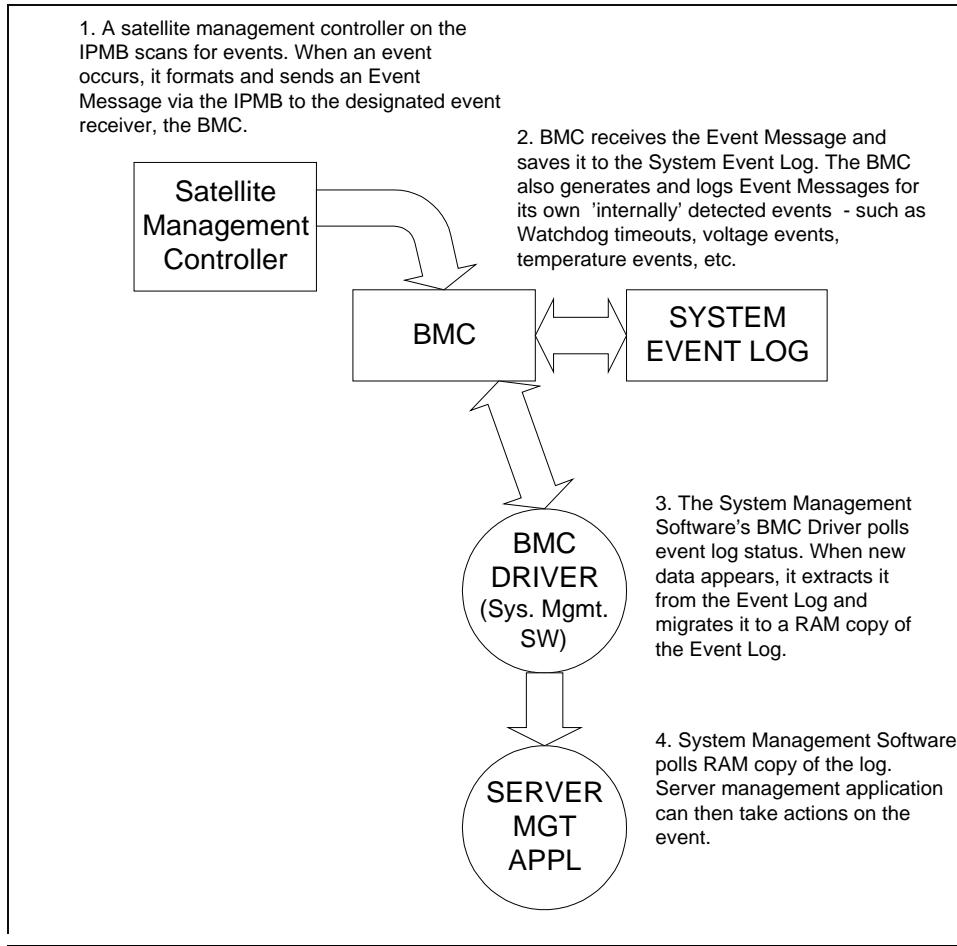 1. A satellite management controller on the
IPMB scans for events. When an event
occurs, it formats and sends an Event
Message via the IPMB to the designated event
receiver, the BMC.
2. BMC receives the Event Message and
saves it to the System Event Log. The BMC
also generates and logs Event Messages for
its own 'internally' detected events - such as
Watchdog timeouts, voltage events,
temperature events, etc.
Satellite
Management
Controller
BMC
SYSTEM
EVENT LOG
BMC
DRIVER
(Sys. Mgmt.
SW)
3. The System Management
Software's BMC Driver polls
event log status. When new
data appears, it extracts it
from the Event Log and
migrates it to a RAM copy of
the Event Log.
SERVER
MGT
APPL
4. System Management Software
polls RAM copy of the log.
Server management application
can then take actions on the
event.